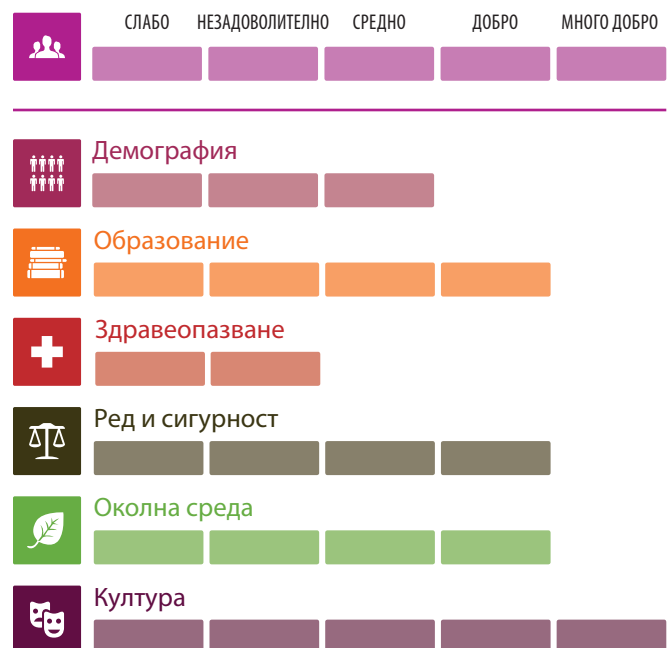 СЛАБО НЕЗАДОВОЛИТЕЛНО СРЕДНО ДОБРО МНОГО ДОБРО
Демография
Образование
Здравеопазване
Ред и сигурност
Околна среда
Култура